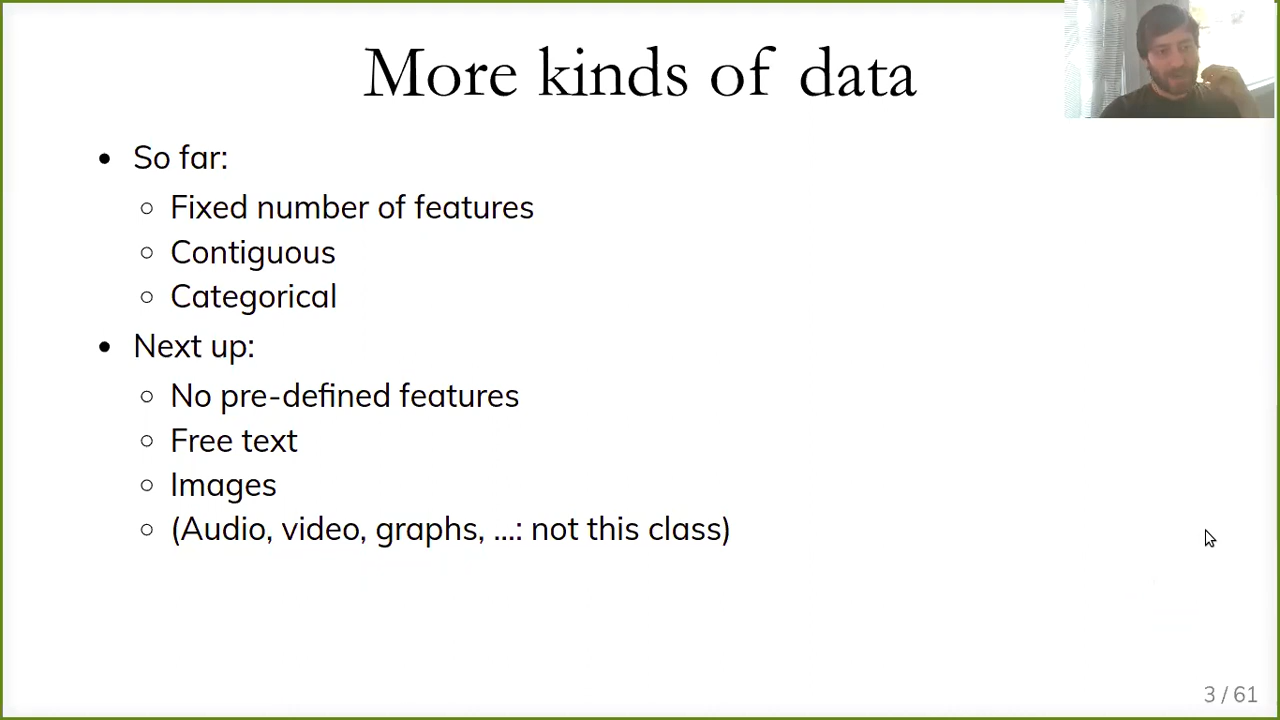 More kinds of data
• So far:
◦ Fixed number of features
◦ Contiguous
◦ Categorical
• Next up:
◦ No pre-defined features
◦ Free text
◦ Images
◦ (Audio, video, graphs, ...: not this class)
3 / 61